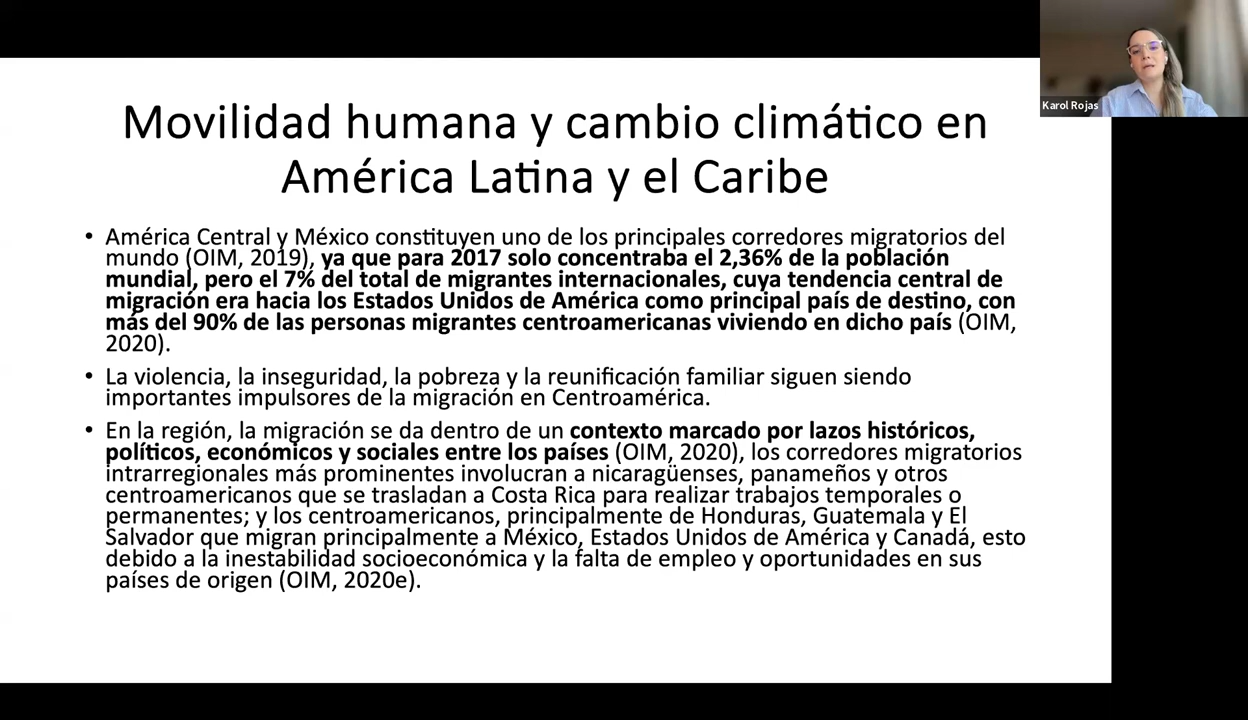 Karol Rojas
Movilidad humana y cambio climático en
América Latina y el Caribe
• América Central y México constituyen uno de los principales corredores migratorios del
mundo (OIM, 2019), ya que para 2017 solo concentraba el 2,36% de la población
mundial, pero el 7% del total de migrantes internacionales, cuya tendencia central de
migración era hacia los Estados Unidos de América como principal país de destino, con
más del 90% de las personas migrantes centroamericanas viviendo en dicho país (OIM,
2020).
• La violencia, la inseguridad, la pobreza y la reunificación familiar siguen siendo
importantes impulsores de la migración en Centroamérica.
• En la región, la migración se da dentro de un contexto marcado por lazos históricos,
políticos, económicos y sociales entre los países (OIM, 2020), los corredores migratorios
intrarregionales más prominentes involucran a nicaragüenses, panameños y otros
centroamericanos que se trasladan a Costa Rica para realizar trabajos temporales o
permanentes; y los centroamericanos, principalmente de Honduras, Guatemala y El
Salvador que migran principalmente a México, Estados Unidos de América y Canadá, esto
debido a la inestabilidad socioeconómica y la falta de empleo y oportunidades en sus
países de origen (OIM, 2020e).